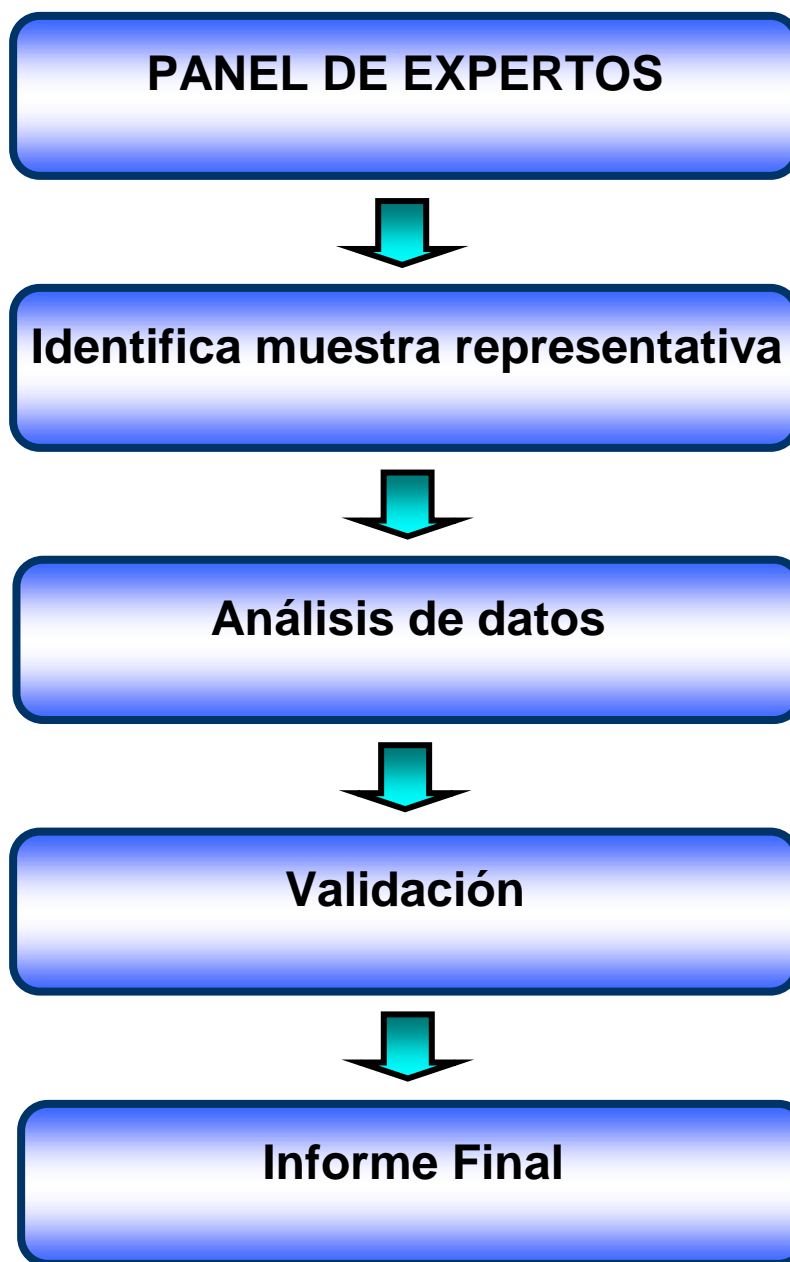 PANEL DE EXPERTOS
Identifica muestra representativa
Análisis de datos
Validación
Informe Final